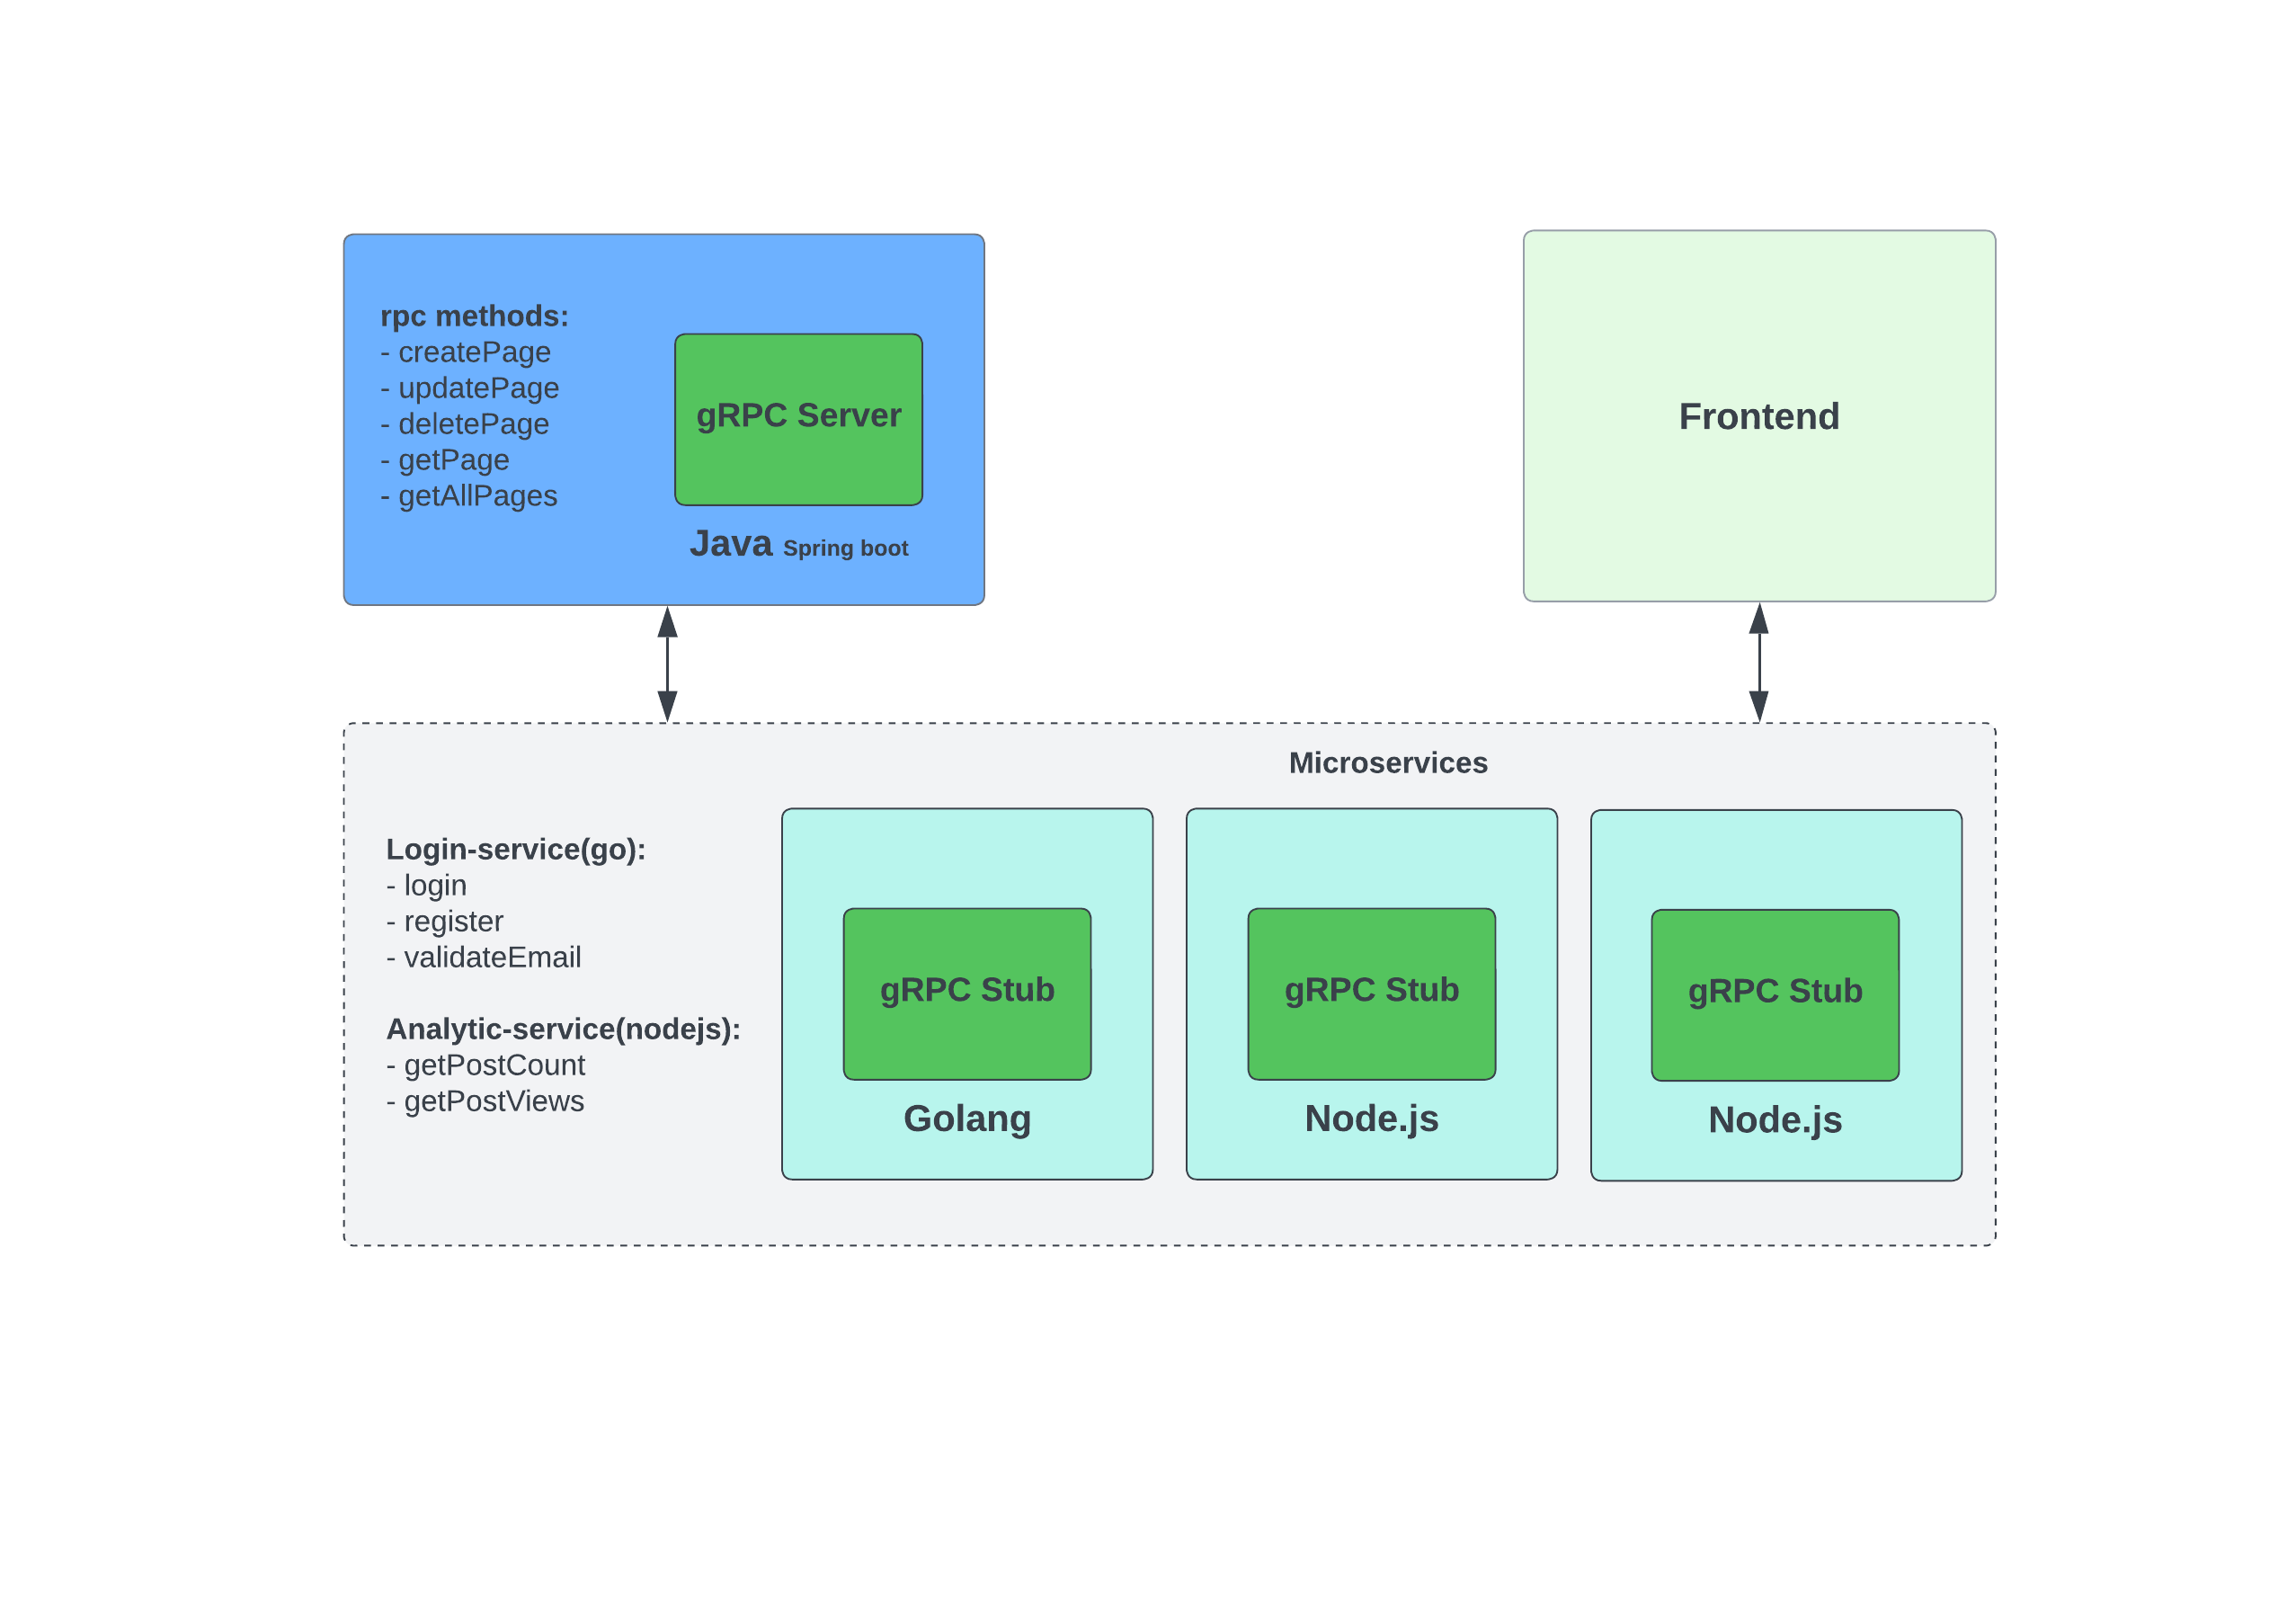 rpc methods:
- createPage
- updatePage
- deletePage
- getPage
- getAllPages
gRPC Server
Java Spring boot
Frontend
Microservices
Login-service(go):
- login
- register
- validateEmail
Analytic-service(nodejs):
- getPostCount
- getPostViews
gRPC Stub
Golang
gRPC Stub
Node.js
gRPC Stub
Node.js